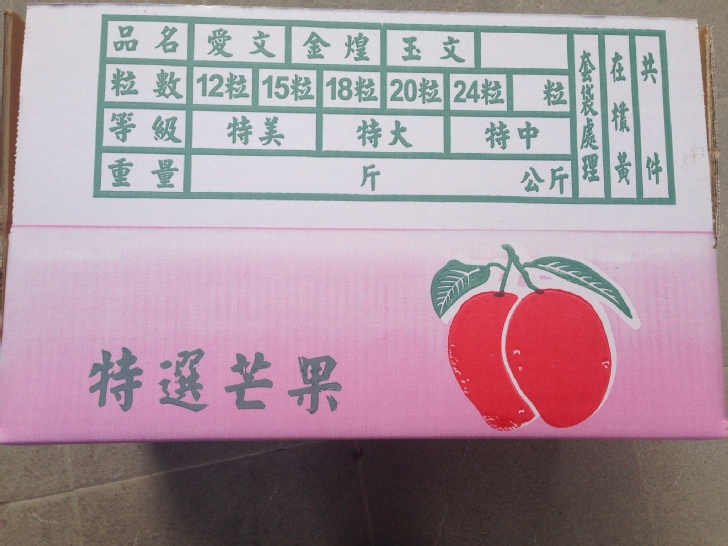 品名 愛文 金煌 玉文
粒數 12粒 15粒 18粒 20粒 24粒 粒
等級 特美 特大 特中
重量 斤 公斤
套袋處理
在欉黃
共件
特選芒果